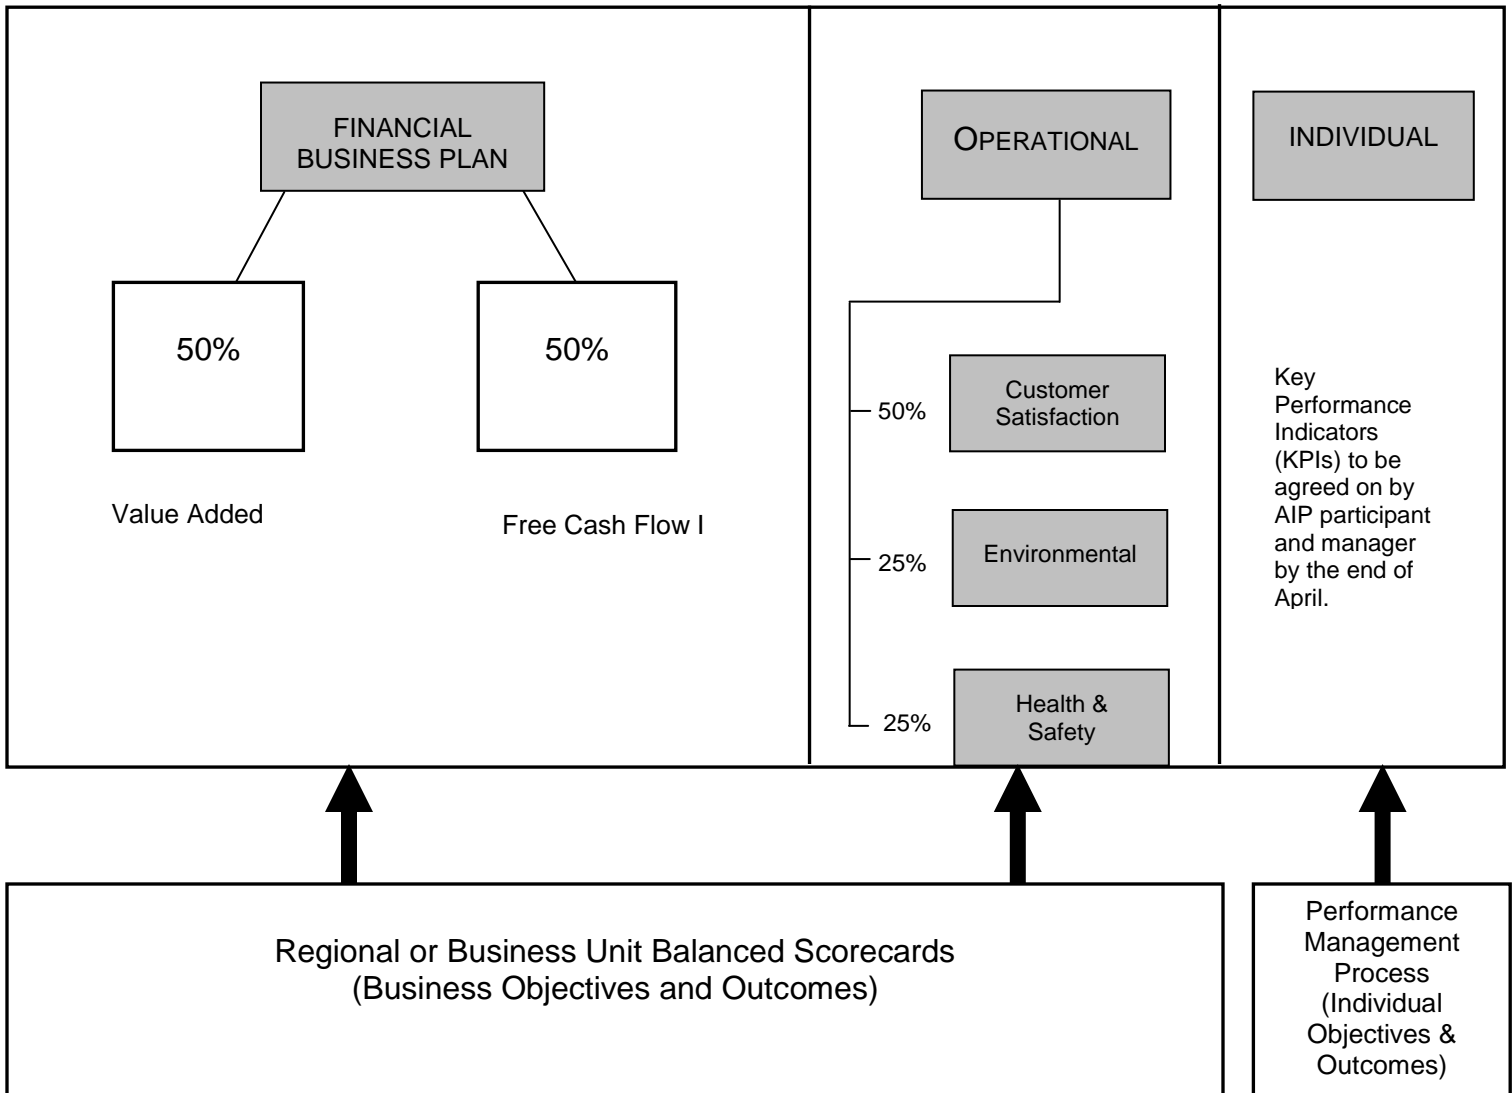 FINANCIAL
BUSINESS PLAN
50%
50%
Value Added
Free Cash Flow I
OPERATIONAL
50%
Customer
Satisfaction
25%
Environmental
25%
Health &
Safety
INDIVIDUAL
Key
Performance
Indicators
(KPIs) to be
agreed on by
AIP participant
and manager
by the end of
April.
Regional or Business Unit Balanced Scorecards
(Business Objectives and Outcomes)
Performance
Management
Process
(Individual
Objectives &
Outcomes)